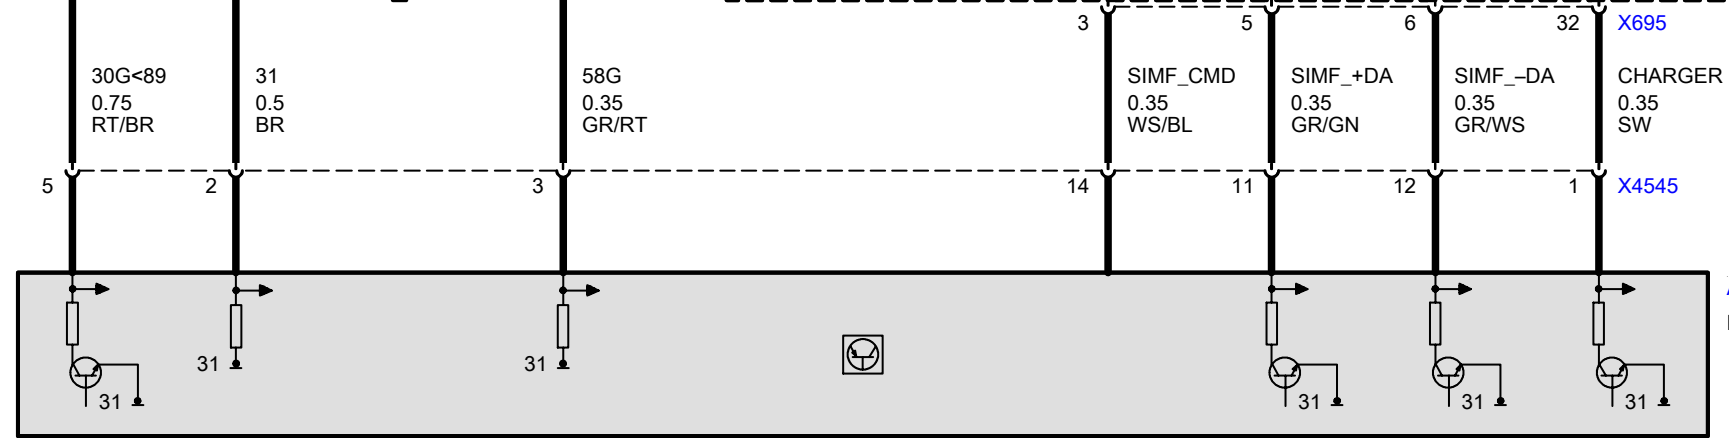 3 5 6 32 X695
30G<89 31 58G SIMF_CMD SIMF_+DA SIMF_–DA CHARGER
0.75 0.5 0.35 0.35 0.35 0.35 0.35
RT/BR BR GR/RT WS/BL GR/GN GR/WS SW
5 2 3 14 11 12 1 X4545
31 31
31 31 31 31